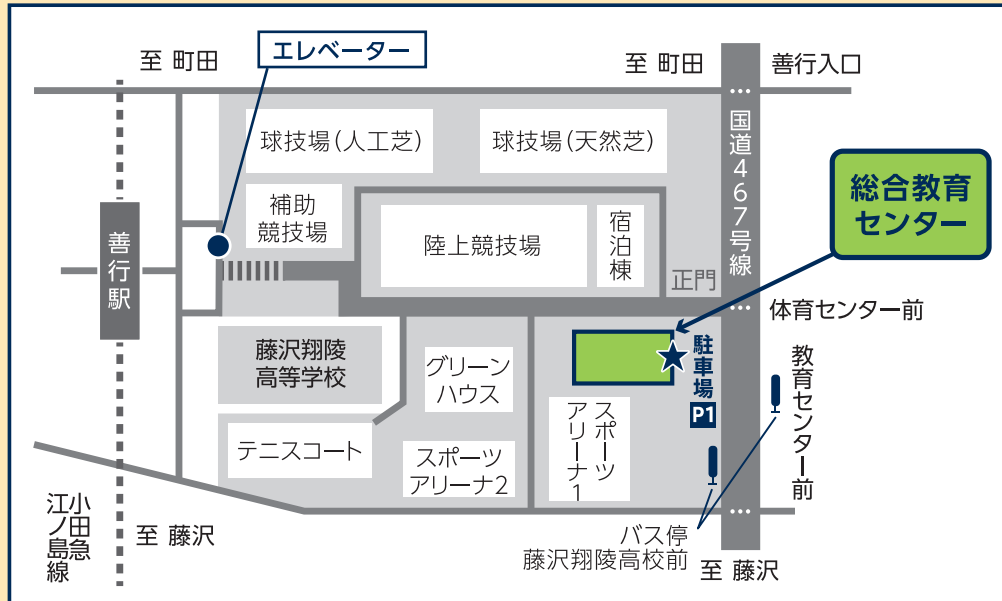 エレベーター
至 町田
至 町田
善行入口
球技場(人工芝)
球技場(天然芝)
国道467号線
総合教育
センター
補助
競技場
陸上競技場
宿泊棟
善行駅
正門
体育センター前
藤沢翔陵
高等学校
グリーン
ハウス
駐車場
P1
教育センター前
テニスコート
スポーツ
アリーナ2
スポーツ
アリーナ1
小田急
江ノ島線
至 藤沢
バス停
藤沢翔陵高校前
至 藤沢